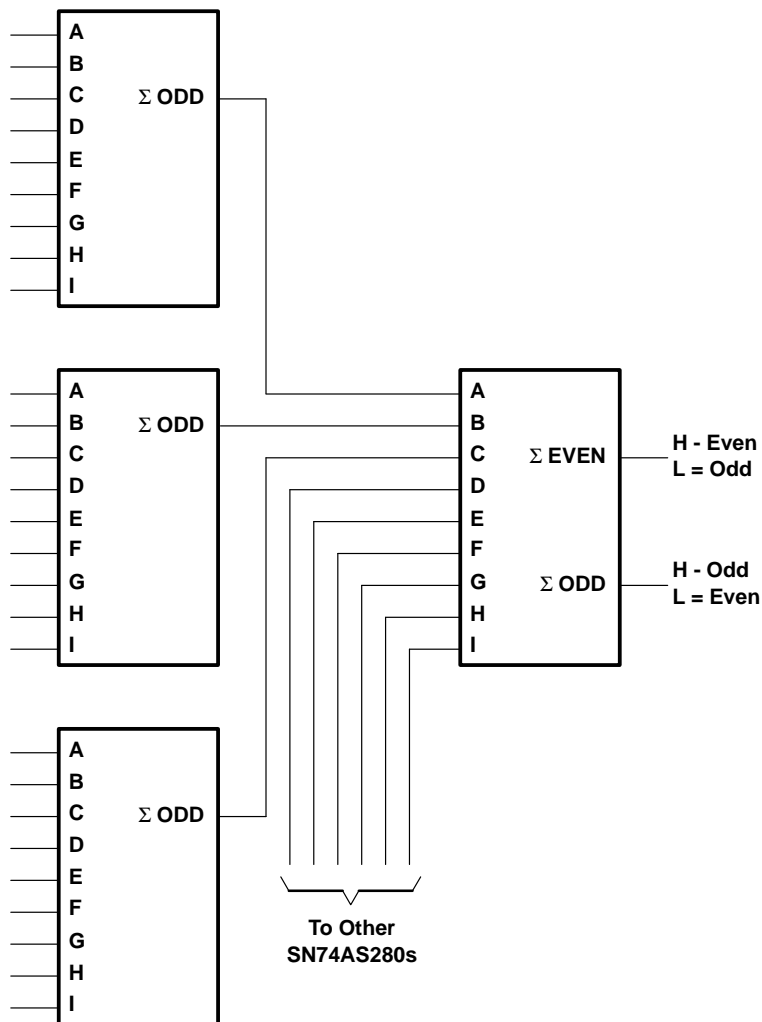 A
B
C
Σ ODD
D
E
F
G
H
I
A
B
Σ ODD
C
D
E
F
G
H
I
A
B
C
Σ EVEN
D
E
F
G
Σ ODD
H
I
H - Even
L = Odd
H - Odd
L = Even
A
B
C
Σ ODD
D
E
F
G
H
I
To Other
SN74AS280s